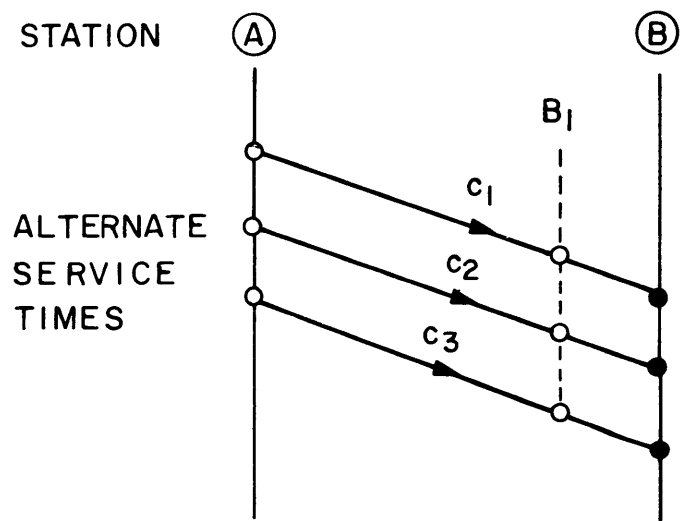 STATION A B
B1
c1
ALTERNATE
c2
SERVICE
TIMES
c3